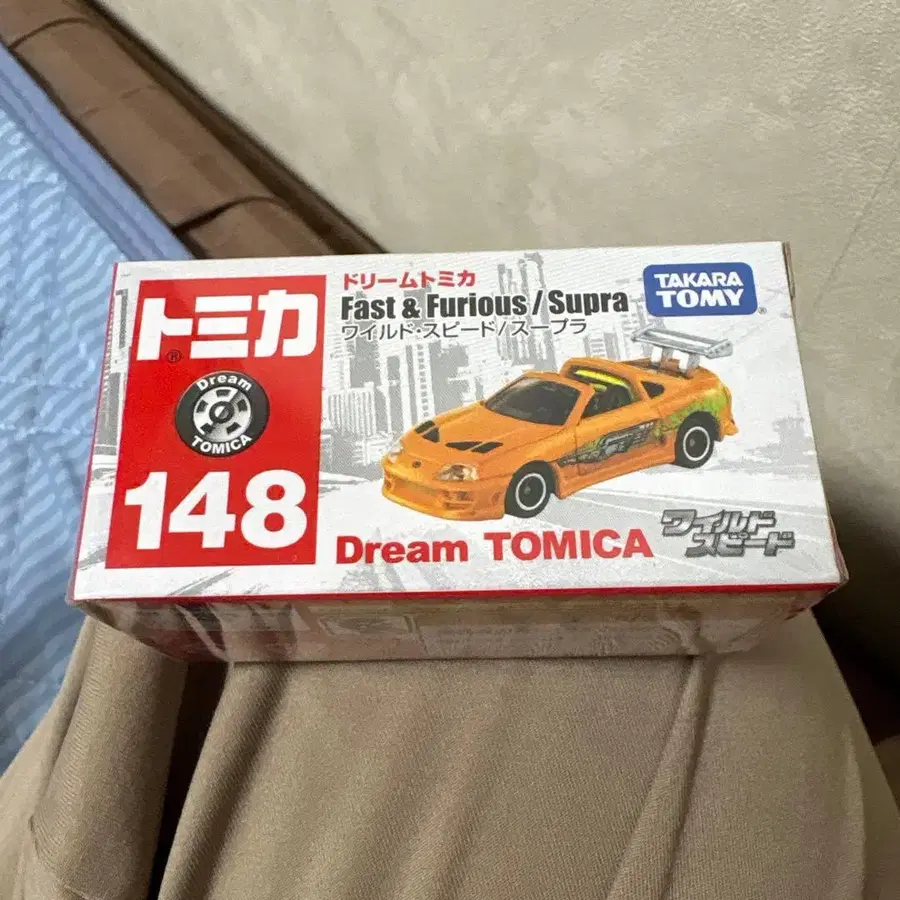 トミカ®
Dream
TOMICA
148
ドリームトミカ
Fast & Furious / Supra
ワイルド・スピード/スープラ
TAKARA
TOMY®
Dream TOMICA
ワイルド
スピード